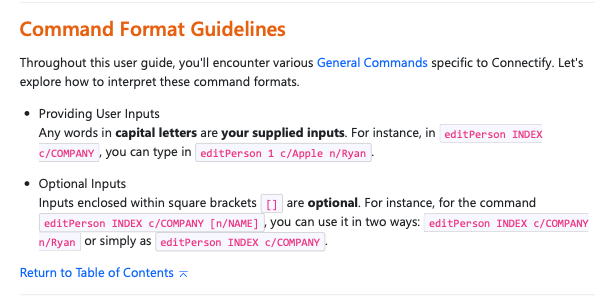 Command Format Guidelines
Throughout this user guide, you'll encounter various General Commands specific to Connectify. Let's
explore how to interpret these command formats.
• Providing User Inputs
Any words in capital letters are your supplied inputs. For instance, in editPerson INDEX
c/COMPANY, you can type in editPerson 1 c/Apple n/Ryan.
• Optional Inputs
Inputs enclosed within square brackets [] are optional. For instance, for the command
editPerson INDEX c/COMPANY [n/NAME], you can use it in two ways: editPerson INDEX c/COMPANY
n/Ryan or simply as editPerson INDEX c/COMPANY.
Return to Table of Contents ⌅